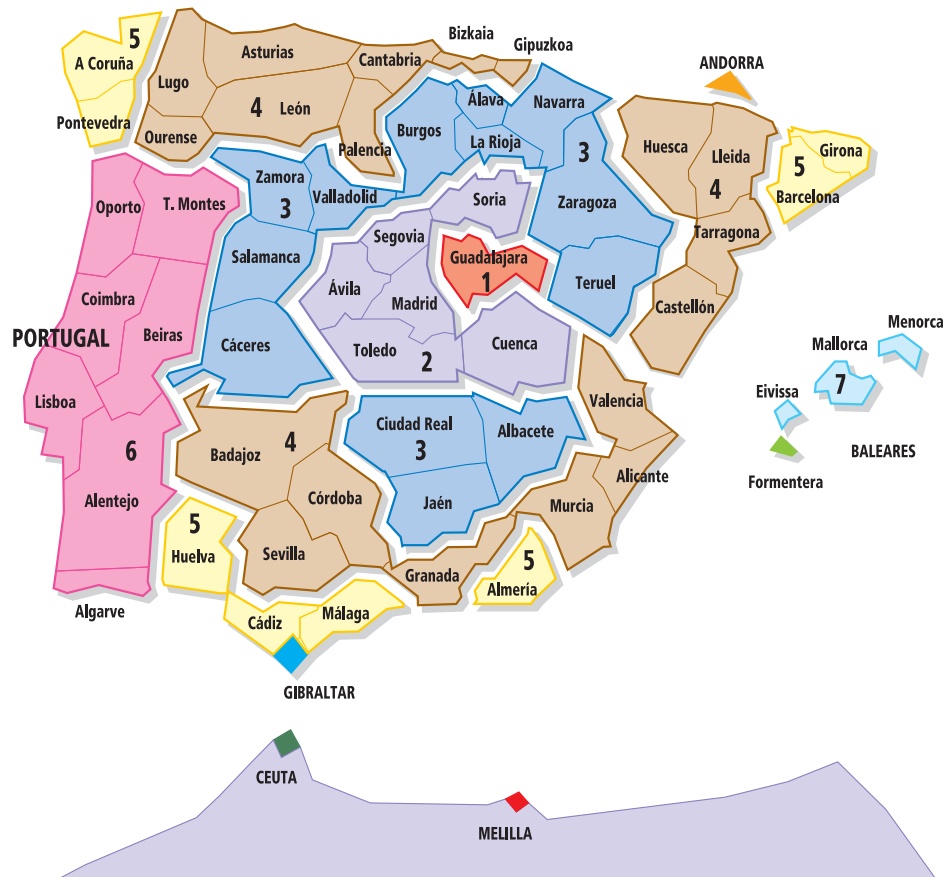 Bizkaia
5
Gipuzkoa
A Coruña
Asturias
Cantabria
ANDORRA
Lugo
4
León
Álava
Navarra
Pontevedra
Burgos
Ourense
Palencia
La Rioja
3
Huesca
Lleida
5
Girona
Zamora
3
Valladolid
4
Barcelona
Oporto
T. Montes
Soria
Zaragoza
Segovia
Tarragona
Salamanca
Guadalajara
1
Teruel
Ávila
Madrid
Coimbra
Castellón
Menorca
PORTUGAL
Beiras
Cáceres
Toledo
2
Cuenca
Mallorca
7
Lisboa
Eivissa
Valencia
Ciudad Real
3
Albacete
6
Badajoz
4
BALEARES
Formentera
Alentejo
Córdoba
Jaén
Murcia
Alicante
5
Huelva
Sevilla
Granada
5
Almería
Algarve
Cádiz
Málaga
GIBRALTAR
CEUTA
MELILLA